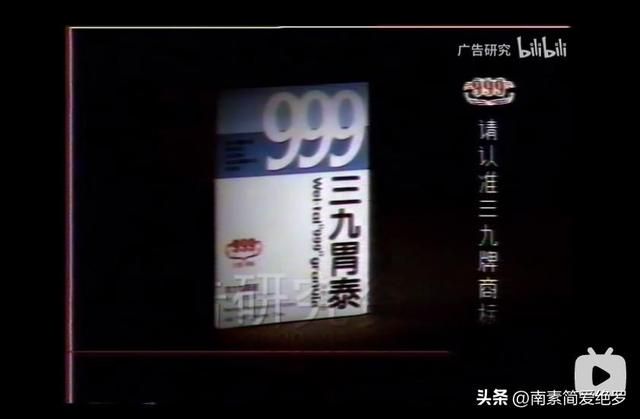 广告研究 bilibili
999
请认准三九牌商标
999
三九胃泰
Wei-tai "999"
999
头条 @南素简爱绝罗